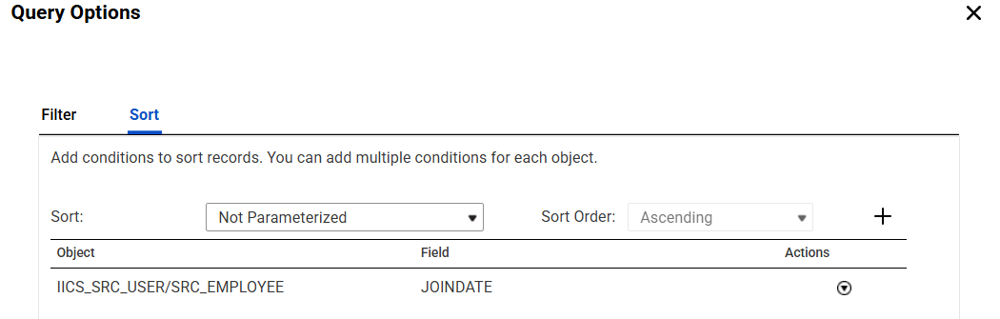 Query Options
Filter Sort
Add conditions to sort records. You can add multiple conditions for each object.
Sort: Not Parameterized Sort Order: Ascending
Object Field Actions
IICS_SRC_USER/SRC_EMPLOYEE JOINDATE